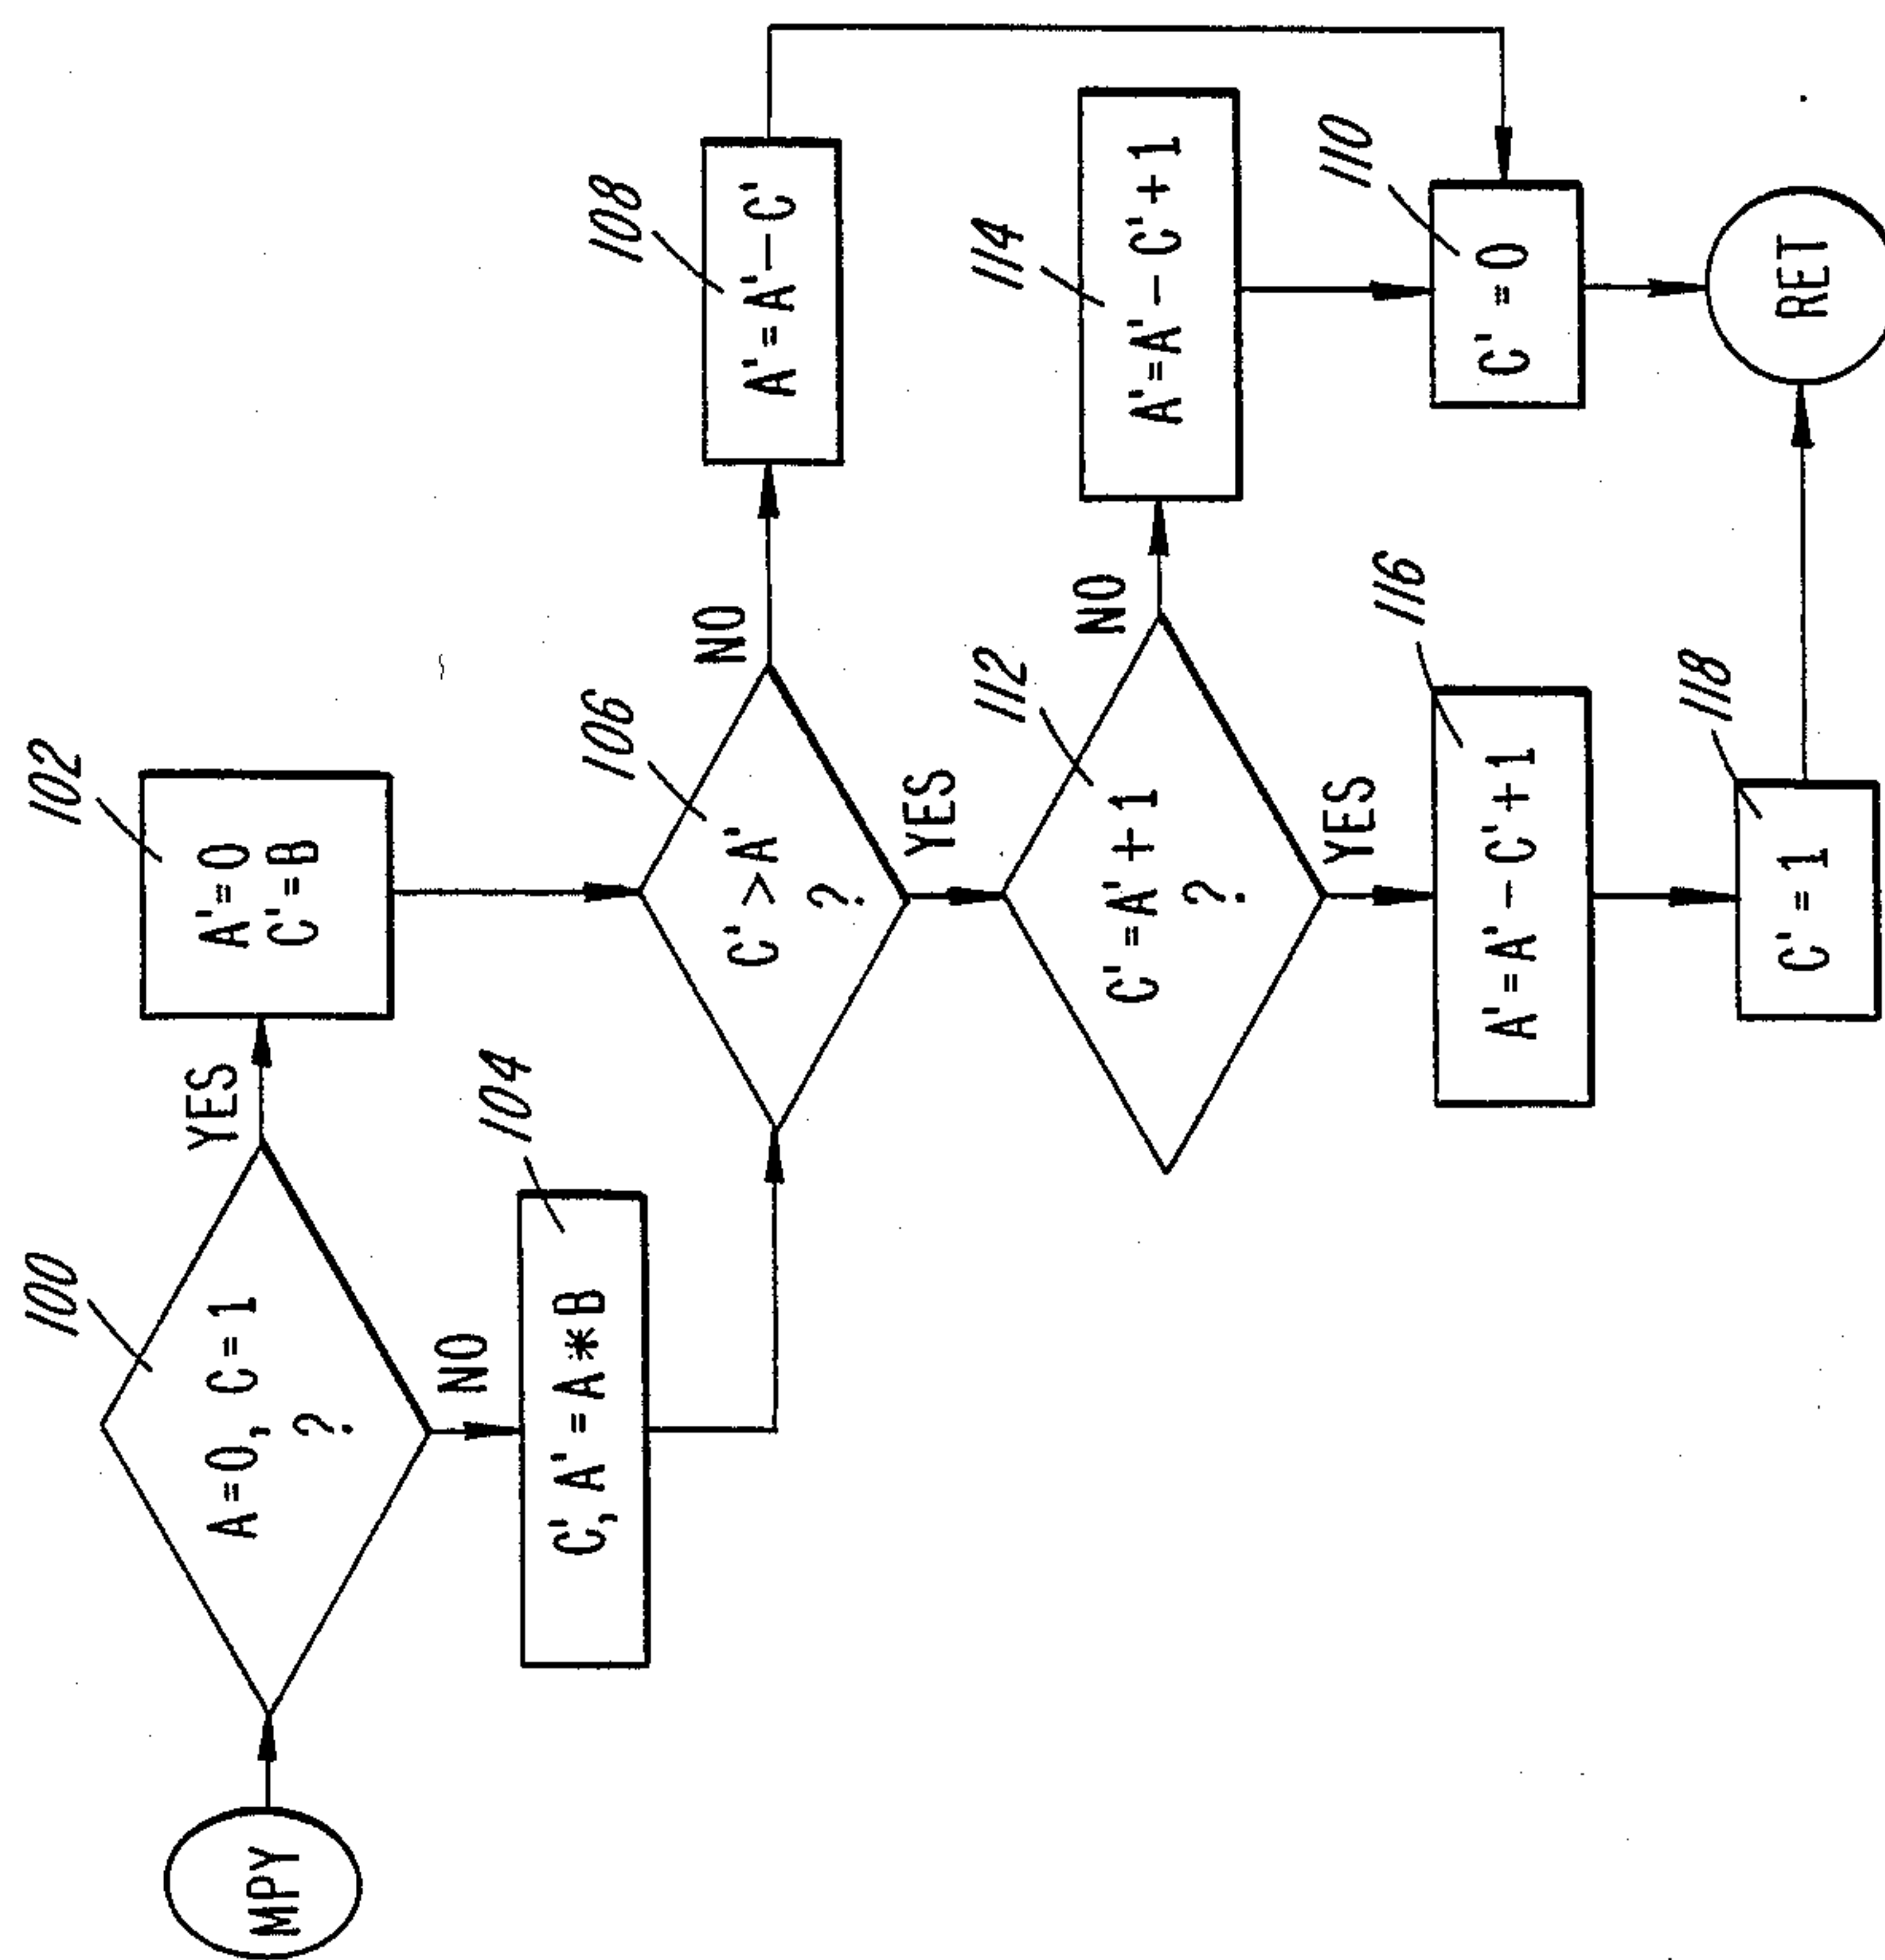 MPY
100
A=0, C=1
?
YES
102
A'=0
C'=B
NO
104
C', A'=A*B
106
C'>A'
?
NO
108
A'=A'-C'
YES
112
C'=A'+1
?
NO
114
A'=A'-C'+1
110
C'=0
YES
116
A'=A'-C'+1
118
C'=1
RET